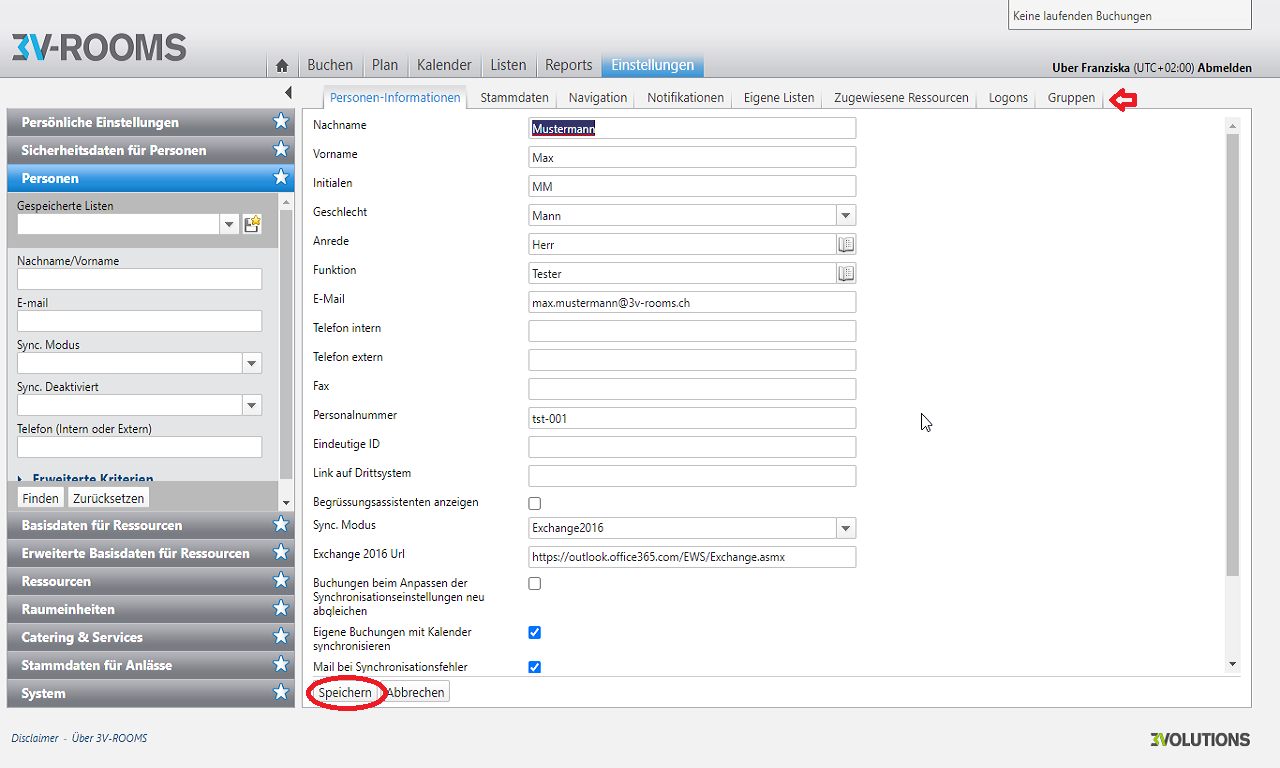 Keine laufenden Buchungen
3V-ROOMS
Buchen Plan Kalender Listen Reports Einstellungen
Uber Franziska (UTC+02:00) Abmelden
Personen-Informationen Stammdaten Navigation Notifikationen Eigene Listen Zugewiesene Ressourcen Logons Gruppen
Persönliche Einstellungen
Sicherheitsdaten für Personen
Personen
Gespeicherte Listen
Nachname/Vorname
E-mail
Sync. Modus
Sync. Deaktiviert
Telefon (Intern oder Extern)
Erweiterte Kriterien
Finden Zurücksetzen
Basisdaten für Ressourcen
Erweiterte Basisdaten für Ressourcen
Ressourcen
Raumeinheiten
Catering & Services
Stammdaten für Anlässe
System
Nachname Mustermann
Vorname Max
Initialen MM
Geschlecht Mann
Anrede Herr
Funktion Tester
E-Mail max.mustermann@3v-rooms.ch
Telefon intern
Telefon extern
Fax
Personalnummer tst-001
Eindeutige ID
Link auf Drittsystem
Begrüssungsassistenten anzeigen
Sync. Modus Exchange2016
Exchange 2016 Url https://outlook.office365.com/EWS/Exchange.asmx
Buchungen beim Anpassen der
Synchronisationseinstellungen neu
abgleichen
Eigene Buchungen mit Kalender
synchronisieren
Mail bei Synchronisationsfehler
Speichern Abbrechen
Disclaimer - Über 3V-ROOMS
3VOLUTIONS